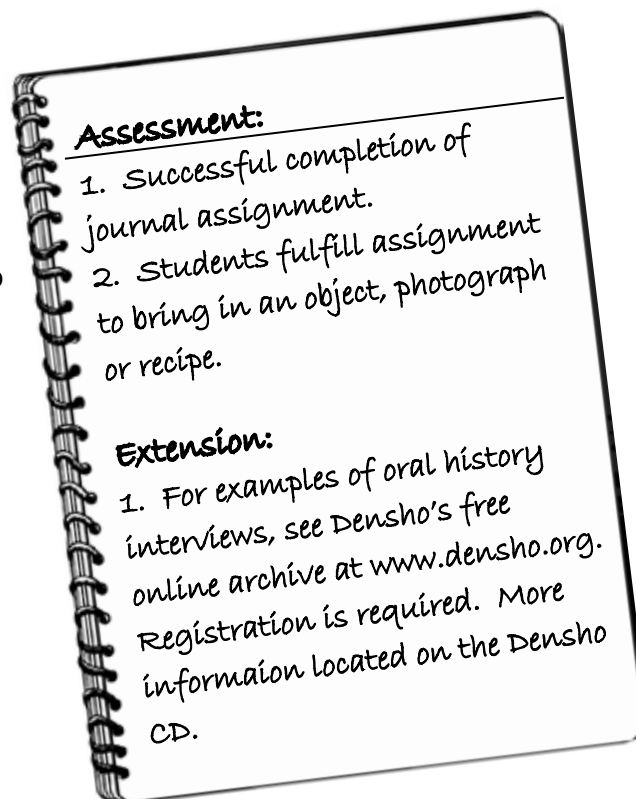 Assessment:
1. Successful completion of
journal assignment.
2. Students fulfill assignment
to bring in an object, photograph
or recipe.
Extension:
1. For examples of oral history
interviews, see Densho's free
online archive at www.densho.org.
Registration is required. More
informaion located on the Densho
CD.